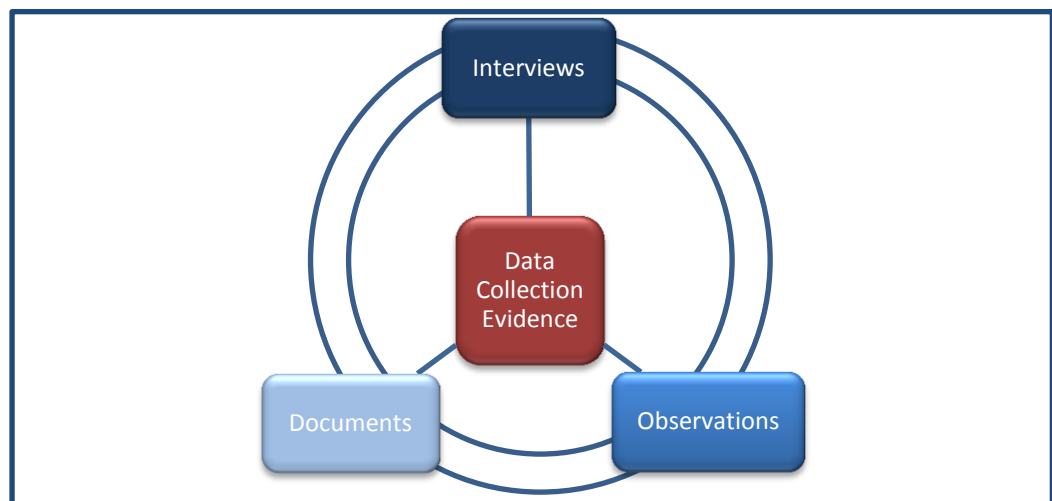 Interviews
Data
Collection
Evidence
Documents
Observations